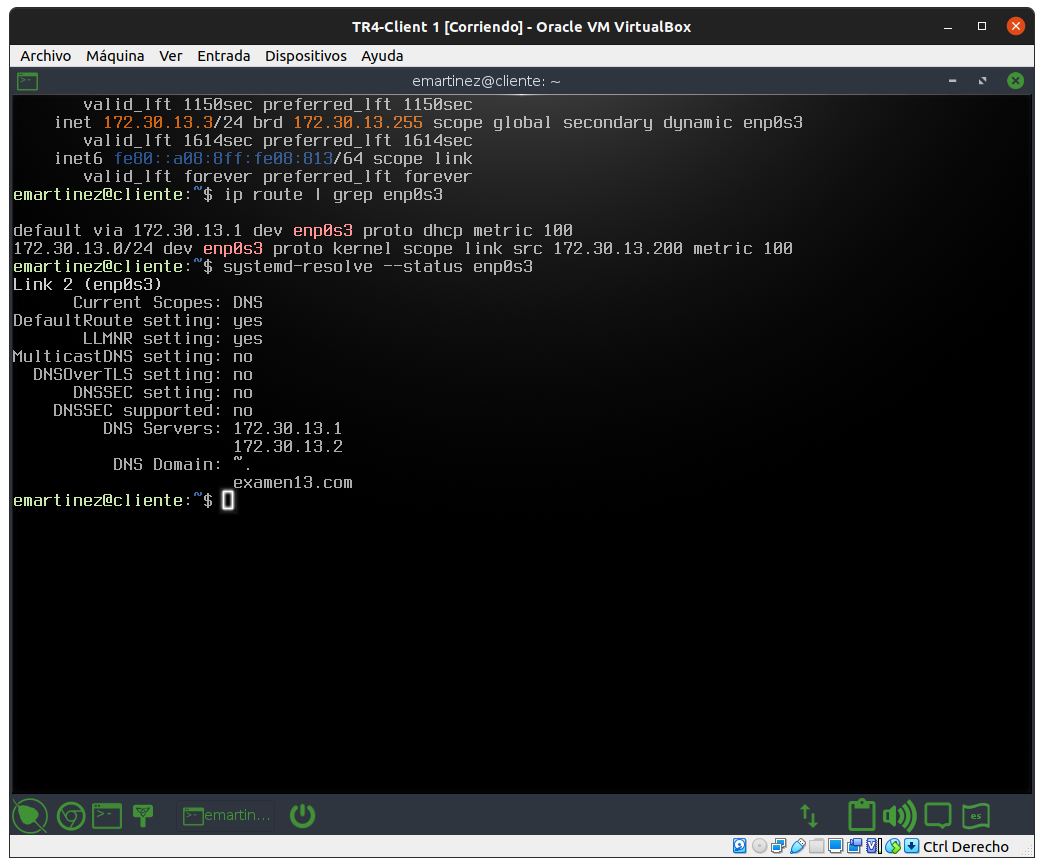 TR4-Client 1 [Corriendo] - Oracle VM VirtualBox
Archivo Máquina Ver Entrada Dispositivos Ayuda
emartinez@cliente: ~
valid_lft 1150sec preferred_lft 1150sec
inet 172.30.13.3/24 brd 172.30.13.255 scope global secondary dynamic enp0s3
valid_lft 1614sec preferred_lft 1614sec
inet6 fe80::a08:8ff:fe08:813/64 scope link
valid_lft forever preferred_lft forever
emartinez@cliente:~$ ip route | grep enp0s3
default via 172.30.13.1 dev enp0s3 proto dhcp metric 100
172.30.13.0/24 dev enp0s3 proto kernel scope link src 172.30.13.200 metric 100
emartinez@cliente:~$ systemd-resolve --status enp0s3
Link 2 (enp0s3)
Current Scopes: DNS
DefaultRoute setting: yes
LLMNR setting: yes
MulticastDNS setting: no
DNSOverTLS setting: no
DNSSEC setting: no
DNSSEC supported: no
DNS Servers: 172.30.13.1
172.30.13.2
DNS Domain: ~.
examen13.com
emartinez@cliente:~$
emartin...
es
Ctrl Derecho